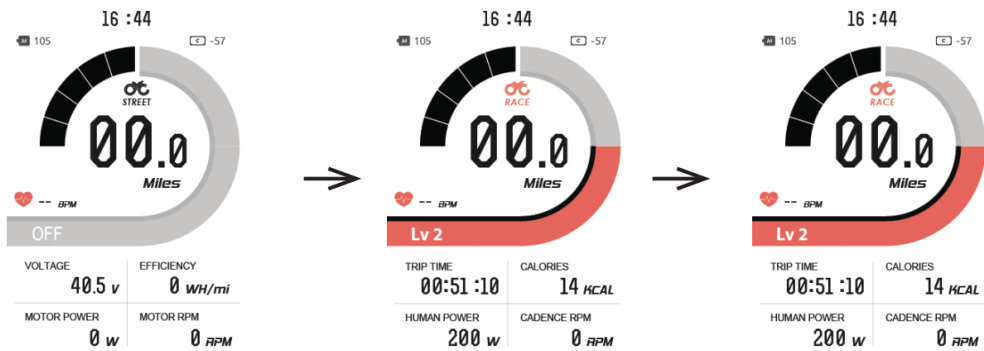 16 :44
M 105
C -57
STREET
00.0
Miles
-- BPM
OFF
VOLTAGE
40.5 v
EFFICIENCY
0 WH/mi
MOTOR POWER
0 w
MOTOR RPM
0 RPM
16 :44
M 105
C -57
RACE
00.0
Miles
-- BPM
Lv 2
TRIP TIME
00:51 :10
CALORIES
14 KCAL
HUMAN POWER
200 w
CADENCE RPM
0 RPM
16 :44
M 105
C -57
RACE
00.0
Miles
-- BPM
Lv 2
TRIP TIME
00:51 :10
CALORIES
14 KCAL
HUMAN POWER
200 w
CADENCE RPM
0 RPM